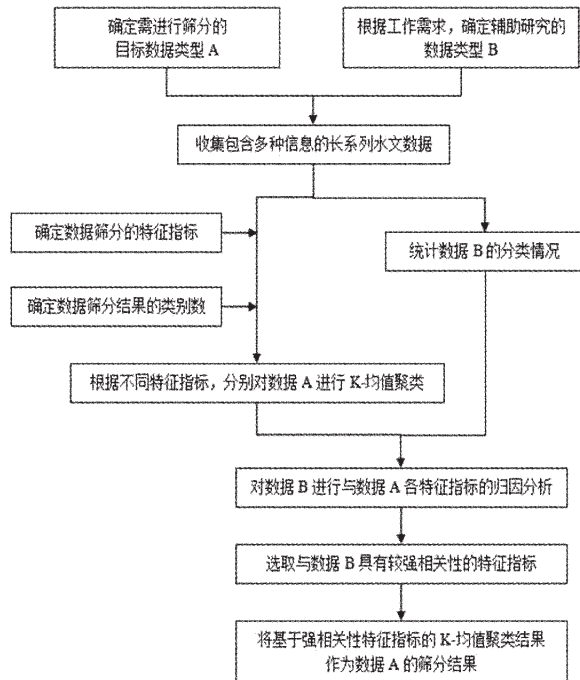 确定需进行筛分的
目标数据类型 A
根据工作需求，确定辅助研究的
数据类型 B
收集包含多种信息的长系列水文数据
确定数据筛分的特征指标
统计数据 B 的分类情况
确定数据筛分结果的类别数
根据不同特征指标，分别对数据 A 进行 K-均值聚类
对数据 B 进行与数据 A 各特征指标的归因分析
选取与数据 B 具有较强相关性的特征指标
将基于强相关性特征指标的 K-均值聚类结果
作为数据 A 的筛分结果